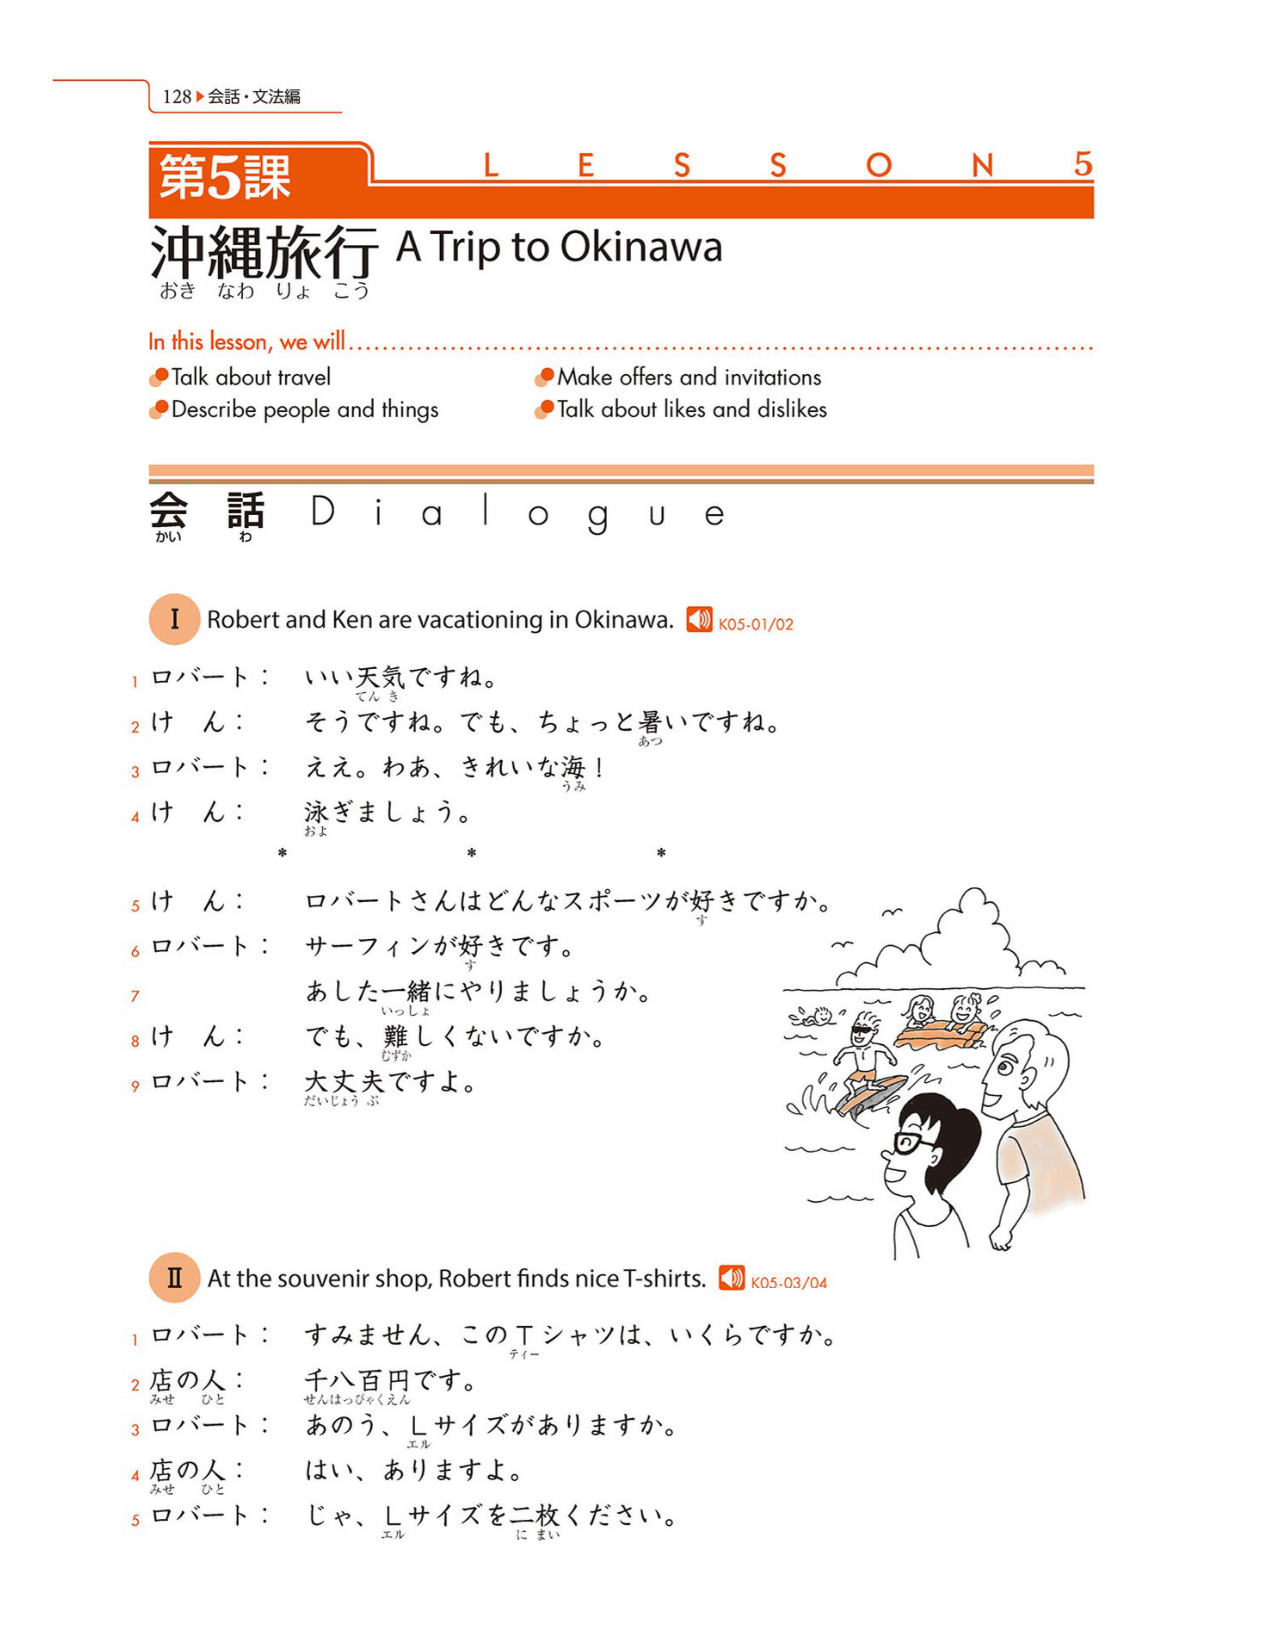 128▶会話・文法編
第5課 LESSON 5
沖縄旅行 A Trip to Okinawa
おき なわ りょ こう
In this lesson, we will
Talk about travel Make offers and invitations
Describe people and things Talk about likes and dislikes
会話 Dialogue
かい わ
I Robert and Ken are vacationing in Okinawa. K05-01/02
1 ロバート： いい天気ですね。
てん き
2 け ん： そうですね。でも、ちょっと暑いですね。
あつ
3 ロバート： ええ。わあ、きれいな海！
うみ
4 け ん： 泳ぎましょう。
およ
* * *
5 け ん： ロバートさんはどんなスポーツが好きですか。
す
6 ロバート： サーフィンが好きです。
す
7 あした一緒にやりましょうか。
いっしょ
8 け ん： でも、難しくないですか。
むずか
9 ロバート： 大丈夫ですよ。
だいじょう ぶ
II At the souvenir shop, Robert finds nice T-shirts. K05-03/04
1 ロバート： すみません、このTシャツは、いくらですか。
ティー
2 店の人： 千八百円です。
みせ ひと せんはっぴゃくえん
3 ロバート： あのう、Lサイズがありますか。
エル
4 店の人： はい、ありますよ。
みせ ひと
5 ロバート： じゃ、Lサイズを二枚ください。
エル に まい